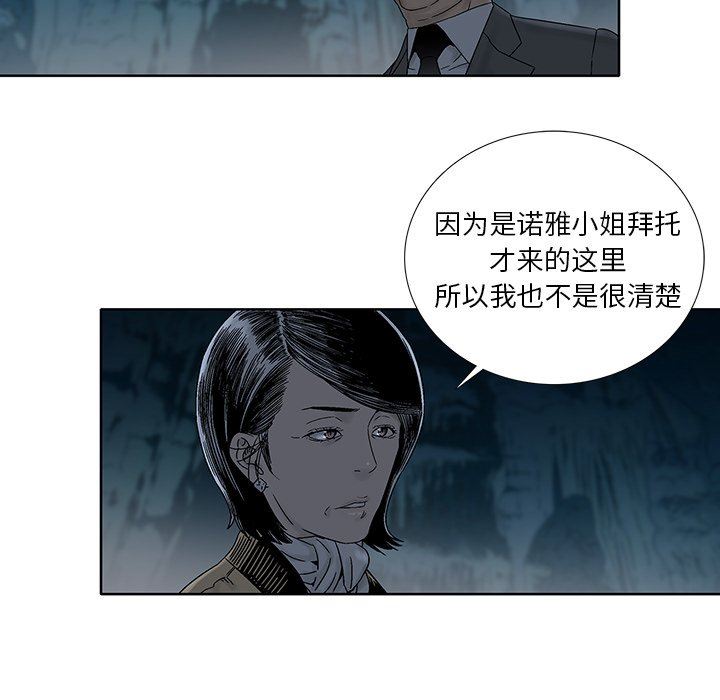 因为是诺雅小姐拜托
才来的这里
所以我也不是很清楚